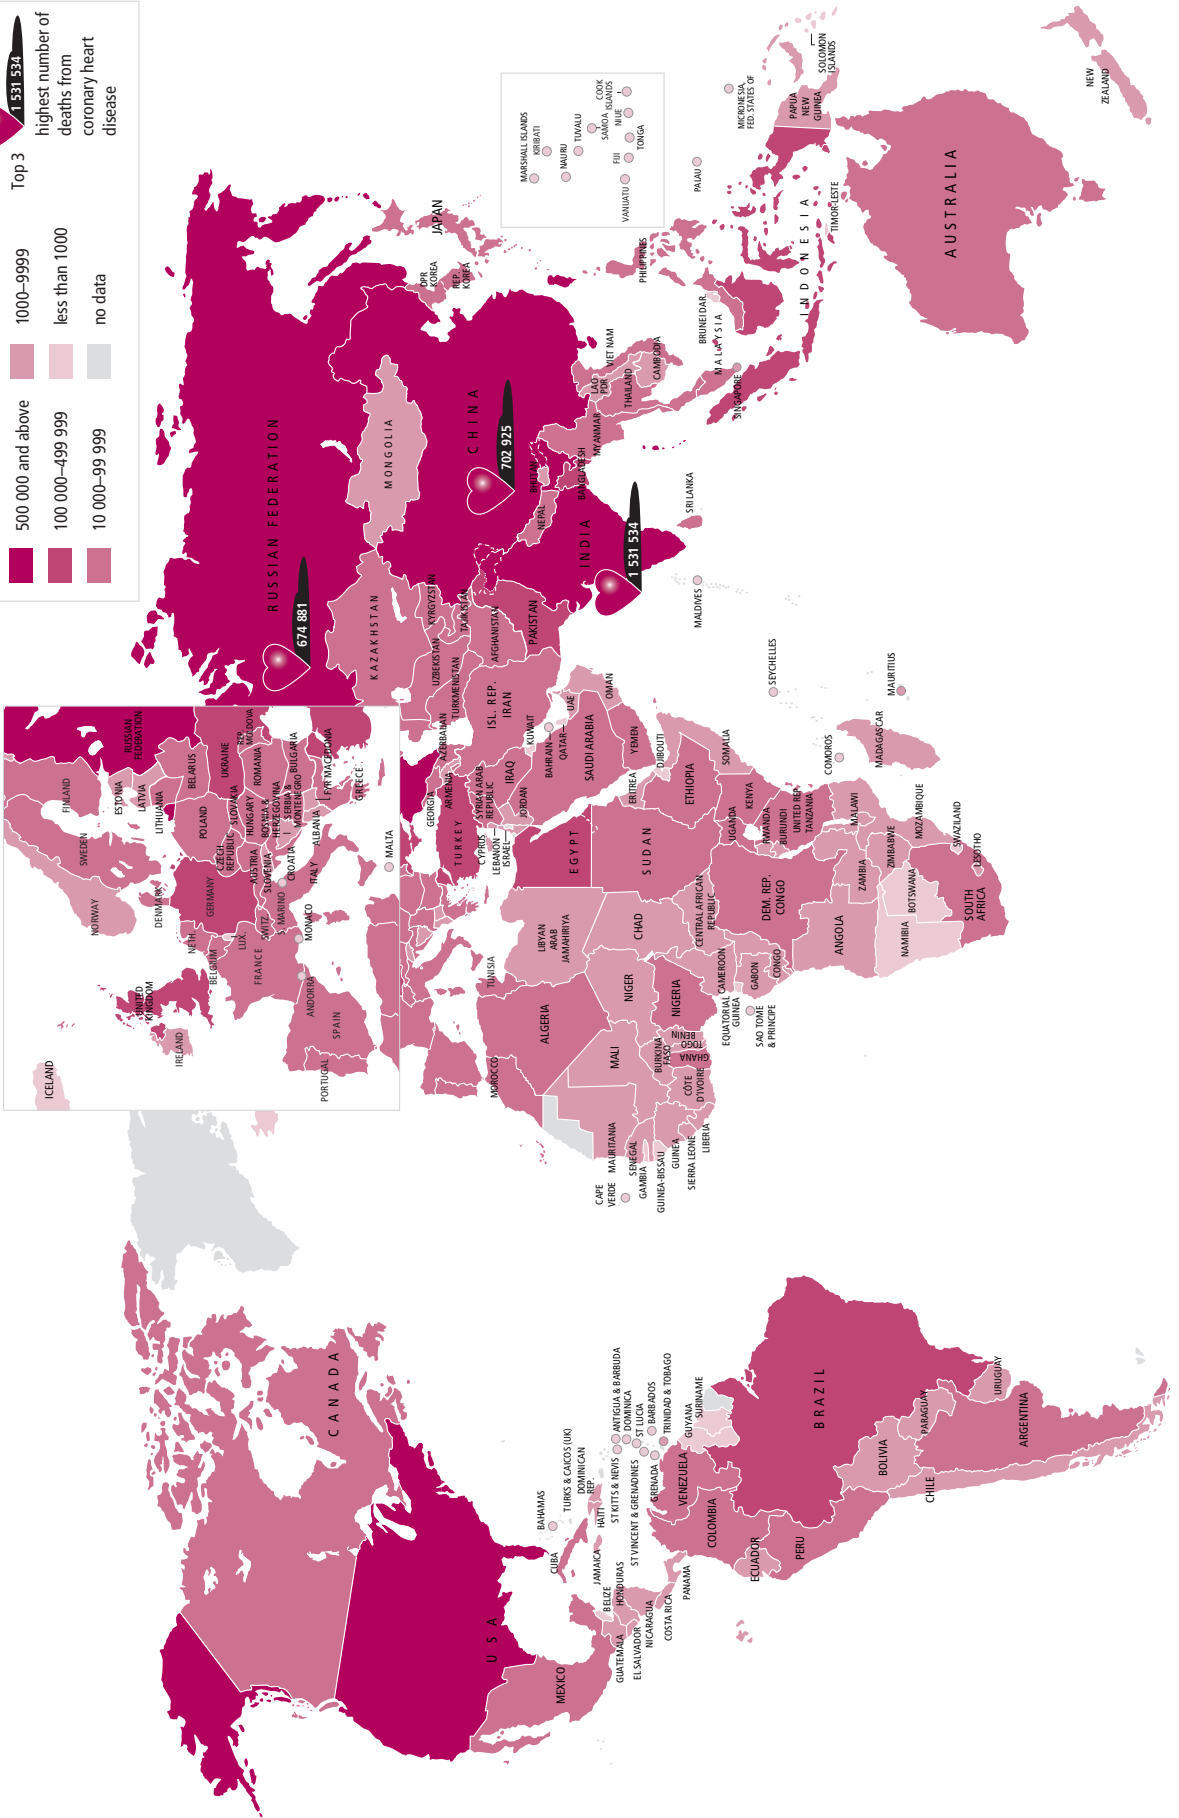 500 000 and above
100 000–499 999
10 000–99 999
1000–9999
less than 1000
no data
Top 3
1 531 534
highest number of
deaths from
coronary heart
disease
ICELAND
NORWAY
SWEDEN
FINLAND
ESTONIA
LATVIA
LITHUANIA
RUSSIAN
FEDERATION
UNITED
KINGDOM
IRELAND
DENMARK
NETH
BELGIUM
LUX.
GERMANY
POLAND
BELARUS
UKRAINE
REP.
MOLDOVA
CZECH
REPUBLIC
SLOVAKIA
AUSTRIA
HUNGARY
ROMANIA
FRANCE
SWITZ
SLOVENIA
CROATIA
BOSNIA &
HERZEGOVINA
SERBIA &
MONTENEGRO
BULGARIA
S. MARINO
MONACO
ANDORRA
ITALY
ALBANIA
FYR MACEDONIA
GREECE
PORTUGAL
SPAIN
MALTA
RUSSIAN FEDERATION
674 881
KAZAKHSTAN
MONGOLIA
CHINA
702 925
DPR
KOREA
REP.
KOREA
JAPAN
GEORGIA
AZERBAIJAN
ARMENIA
TURKEY
UZBEKISTAN
TURKMENISTAN
KYRGYZSTAN
TAJIKISTAN
AFGHANISTAN
PAKISTAN
CYPRUS
LEBANON
ISRAEL
SYRIAN ARAB
REPUBLIC
JORDAN
IRAQ
ISL. REP.
IRAN
KUWAIT
BAHRAIN
QATAR
UAE
OMAN
SAUDI ARABIA
YEMEN
NEPAL
BHUTAN
BANGLADESH
INDIA
1 531 534
SRI LANKA
MALDIVES
MYANMAR
LAO
PDR
VIET NAM
THAILAND
CAMBODIA
PHILIPPINES
BRUNEI DAR.
MALAYSIA
SINGAPORE
INDONESIA
TIMOR-LESTE
PALAU
MICRONESIA,
FED. STATES OF
PAPUA
NEW
GUINEA
SOLOMON
ISLANDS
AUSTRALIA
NEW
ZEALAND
MARSHALL ISLANDS
KIRIBATI
NAURU
TUVALU
SAMOA
COOK
ISLANDS
NIUE
FIJI
TONGA
VANUATU
MOROCCO
ALGERIA
TUNISIA
LIBYAN
ARAB
JAMAHIRIYA
EGYPT
CAPE
VERDE
MAURITANIA
MALI
NIGER
CHAD
SUDAN
ERITREA
DJIBOUTI
SENEGAL
GAMBIA
GUINEA-BISSAU
GUINEA
SIERRA LEONE
LIBERIA
CÔTE
D'IVOIRE
BURKINA
FASO
GHANA
TOGO
BENIN
NIGERIA
CAMEROON
CENTRAL AFRICAN
REPUBLIC
ETHIOPIA
SOMALIA
EQUATORIAL
GUINEA
SAO TOME
& PRINCIPE
GABON
CONGO
DEM. REP.
CONGO
UGANDA
KENYA
RWANDA
BURUNDI
UNITED REP.
TANZANIA
ANGOLA
ZAMBIA
MALAWI
MOZAMBIQUE
ZIMBABWE
NAMIBIA
BOTSWANA
SOUTH
AFRICA
SWAZILAND
LESOTHO
COMOROS
MADAGASCAR
SEYCHELLES
MAURITIUS
CANADA
USA
MEXICO
BAHAMAS
TURKS & CAICOS (UK)
CUBA
DOMINICAN
REP.
HAITI
JAMAICA
ST KITTS & NEVIS
ANTIGUA & BARBUDA
DOMINICA
ST LUCIA
BARBADOS
ST VINCENT & GRENADINES
GRENADA
TRINIDAD & TOBAGO
BELIZE
GUATEMALA
HONDURAS
EL SALVADOR
NICARAGUA
COSTA RICA
PANAMA
VENEZUELA
GUYANA
SURINAME
COLOMBIA
ECUADOR
PERU
BRAZIL
BOLIVIA
PARAGUAY
URUGUAY
CHILE
ARGENTINA